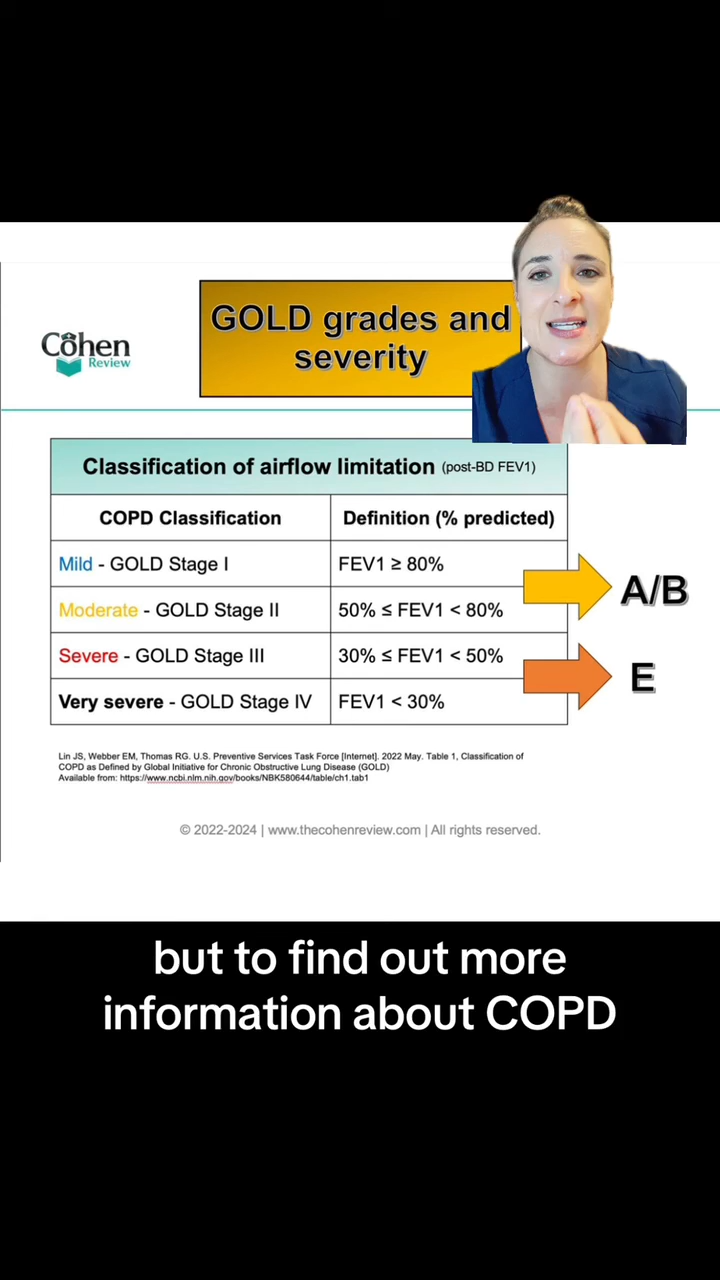 GOLD grades and
severity
Cohen
Review
Classification of airflow limitation (post-BD FEV1)
COPD Classification Definition (% predicted)
Mild - GOLD Stage I FEV1 ≥ 80%
A/B
Moderate - GOLD Stage II 50% ≤ FEV1 < 80%
Severe - GOLD Stage III 30% ≤ FEV1 < 50%
E
Very severe - GOLD Stage IV FEV1 < 30%
Lin JS, Webber EM, Thomas RG. U.S. Preventive Services Task Force [Internet]. 2022 May. Table 1, Classification of
COPD as Defined by Global Initiative for Chronic Obstructive Lung Disease (GOLD)
Available from: https://www.ncbi.nlm.nih.gov/books/NBK580644/table/ch1.tab1
© 2022-2024 | www.thecohenreview.com | All rights reserved.
but to find out more
information about COPD